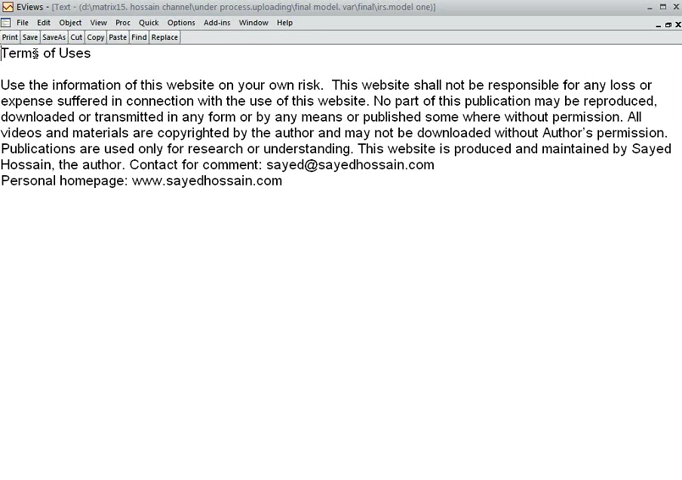 EViews - [Text - (d:\matrix15. hossain channel\under process.uploading\final model. var\final\irs.model one)]
File Edit Object View Proc Quick Options Add-ins Window Help
Print Save SaveAs Cut Copy Paste Find Replace
Terms of Uses
Use the information of this website on your own risk.  This website shall not be responsible for any loss or
expense suffered in connection with the use of this website. No part of this publication may be reproduced,
downloaded or transmitted in any form or by any means or published some where without permission. All
videos and materials are copyrighted by the author and may not be downloaded without Author's permission.
Publications are used only for research or understanding. This website is produced and maintained by Sayed
Hossain, the author. Contact for comment: sayed@sayedhossain.com
Personal homepage: www.sayedhossain.com